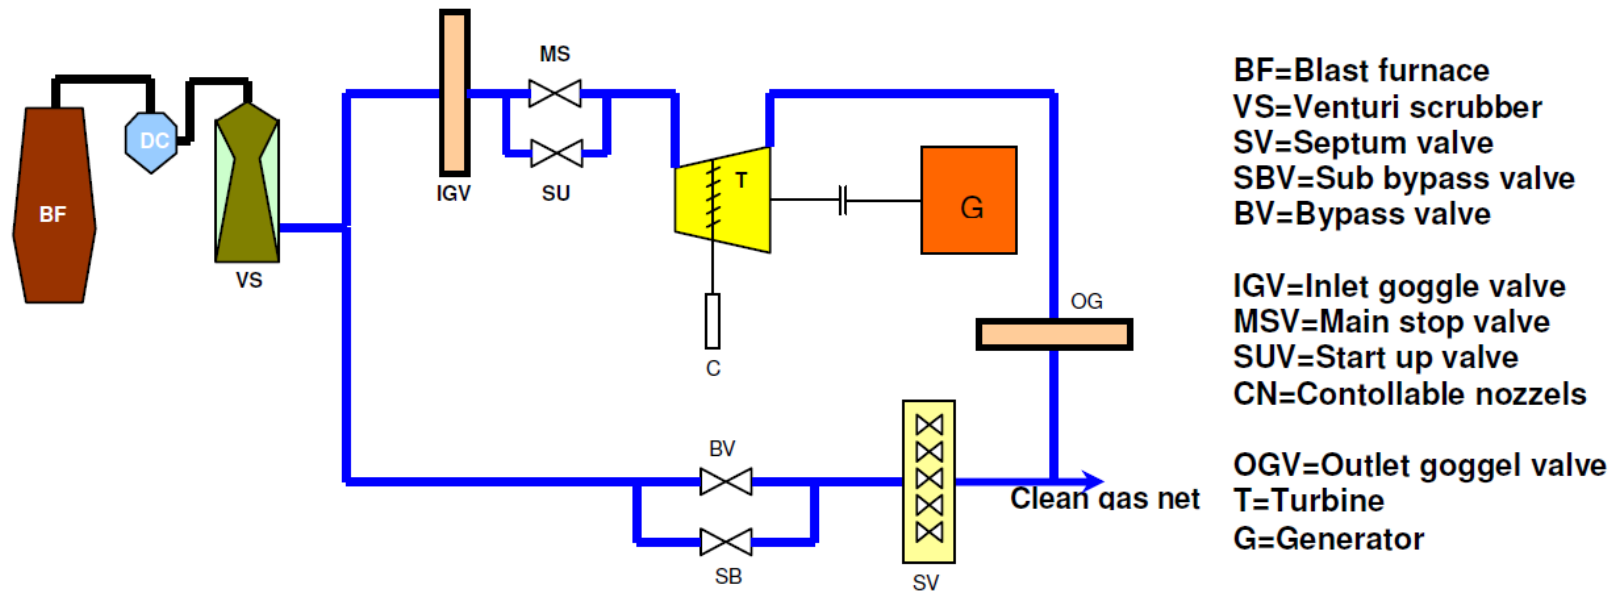 MS
DC
T
BF
IGV
SU
G
VS
OG
C
BV
Clean gas net
SB
SV
BF=Blast furnace
VS=Venturi scrubber
SV=Septum valve
SBV=Sub bypass valve
BV=Bypass valve
IGV=Inlet goggle valve
MSV=Main stop valve
SUV=Start up valve
CN=Contollable nozzels
OGV=Outlet goggel valve
T=Turbine
G=Generator